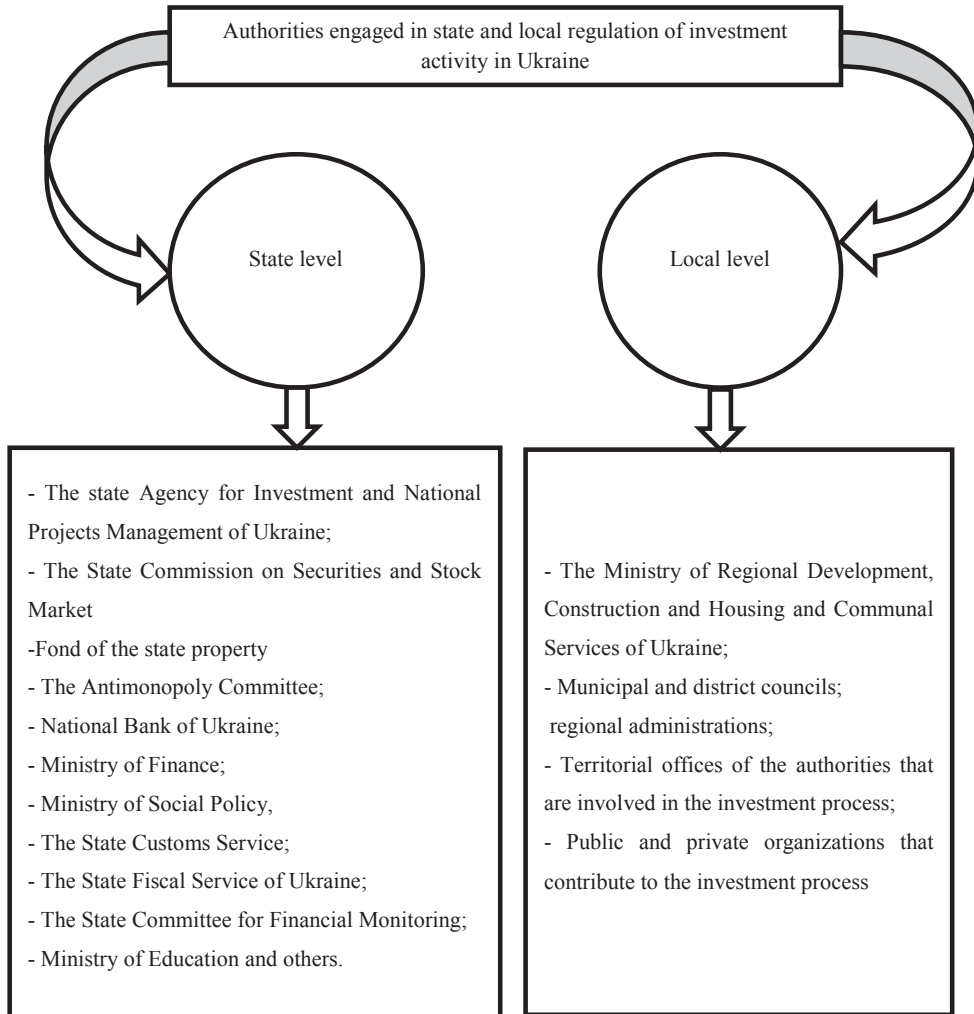 Authorities engaged in state and local regulation of investment
activity in Ukraine
State level
Local level
- The state Agency for Investment and National
Projects Management of Ukraine;
- The State Commission on Securities and Stock
Market
-Fond of the state property
- The Antimonopoly Committee;
- National Bank of Ukraine;
- Ministry of Finance;
- Ministry of Social Policy,
- The State Customs Service;
- The State Fiscal Service of Ukraine;
- The State Committee for Financial Monitoring;
- Ministry of Education and others.
- The Ministry of Regional Development,
Construction and Housing and Communal
Services of Ukraine;
- Municipal and district councils;
regional administrations;
- Territorial offices of the authorities that
are involved in the investment process;
- Public and private organizations that
contribute to the investment process